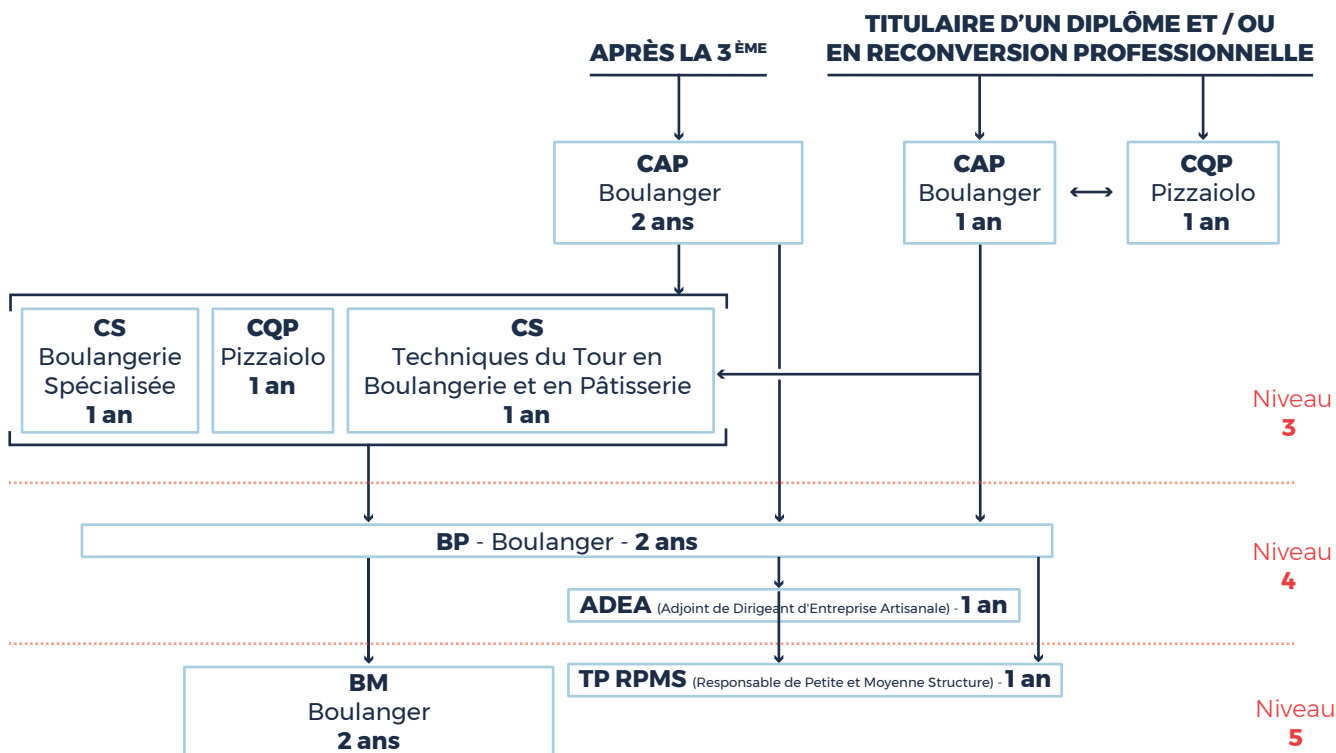 APRÈS LA 3ÈME
TITULAIRE D'UN DIPLÔME ET / OU
EN RECONVERSION PROFESSIONNELLE
CAP
Boulanger
2 ans
CAP
Boulanger
1 an
CQP
Pizzaiolo
1 an
CS
Boulangerie
Spécialisée
1 an
CQP
Pizzaiolo
1 an
CS
Techniques du Tour en
Boulangerie et en Pâtisserie
1 an
Niveau
3
BP - Boulanger - 2 ans
Niveau
4
ADEA (Adjoint de Dirigeant d'Entreprise Artisanale) - 1 an
BM
Boulanger
2 ans
TP RPMS (Responsable de Petite et Moyenne Structure) - 1 an
Niveau
5